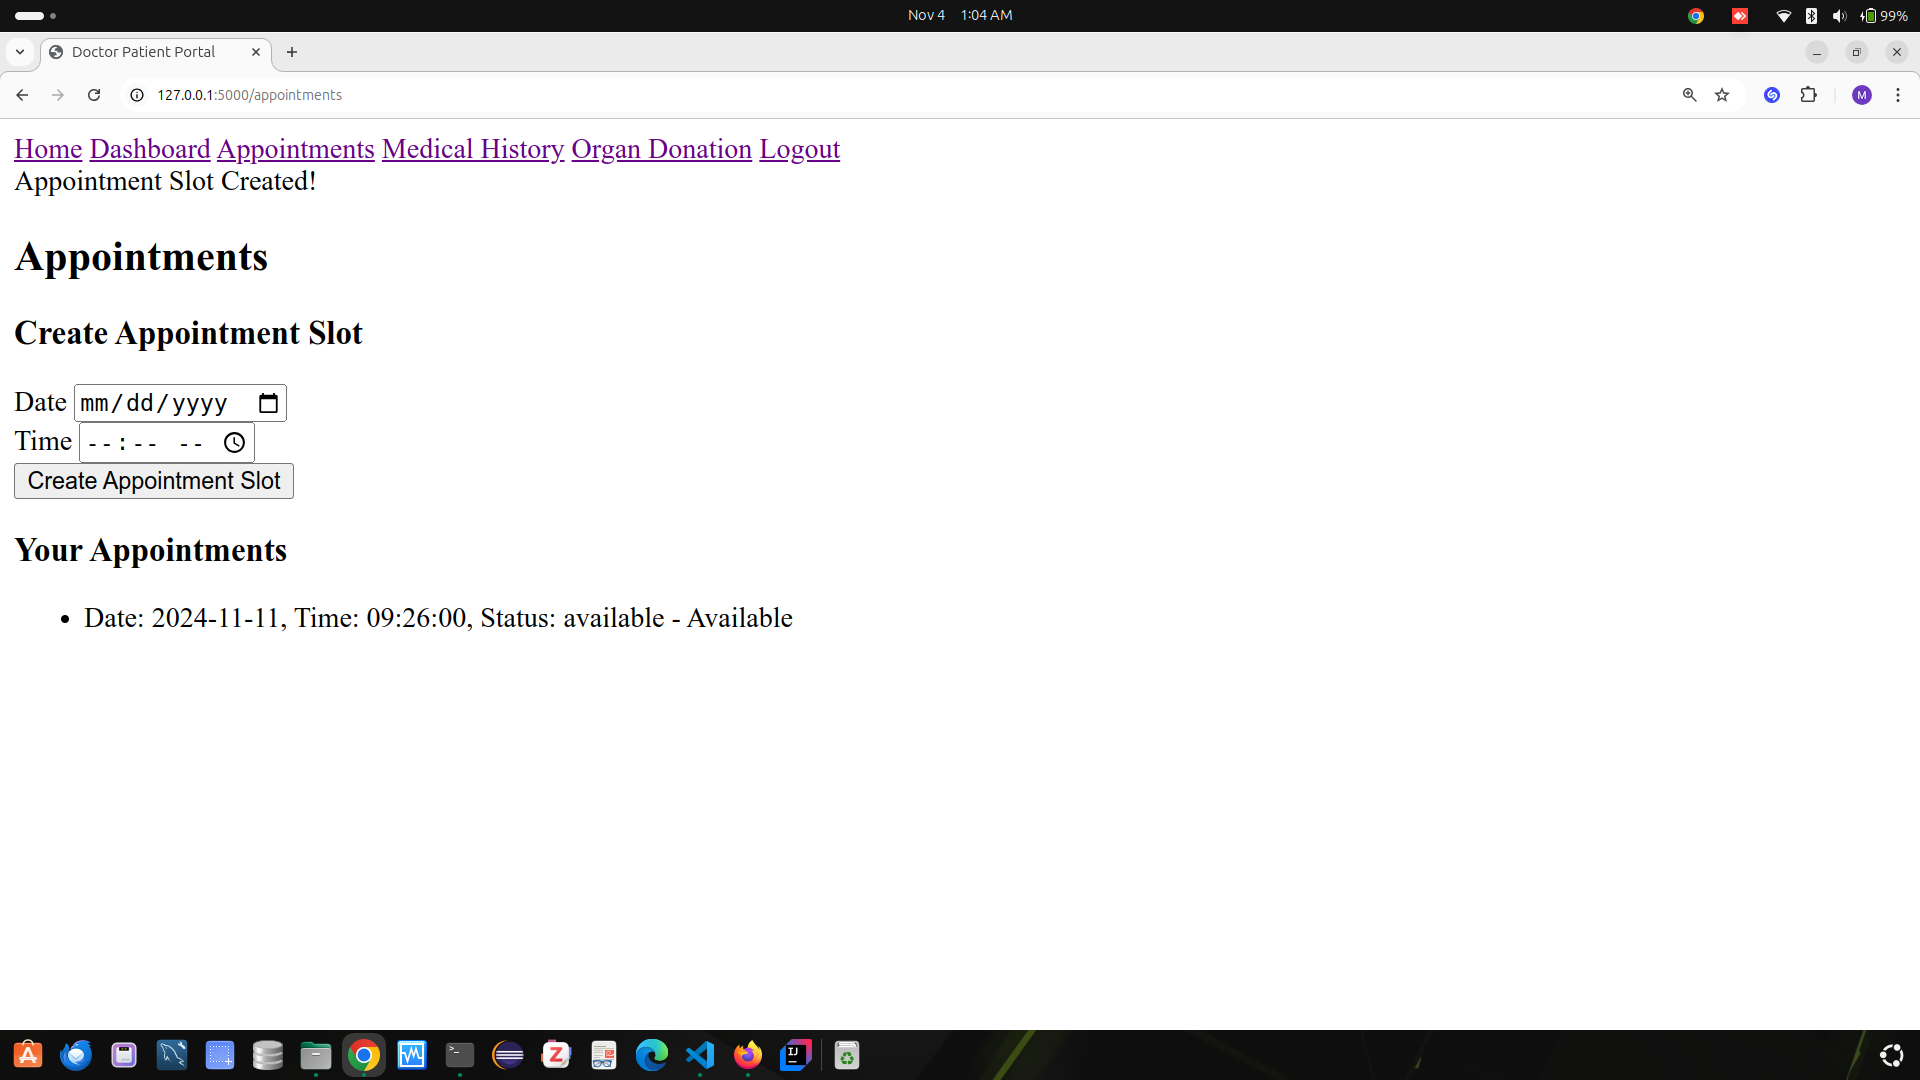 Nov 4 1:04 AM
99%
Doctor Patient Portal
127.0.0.1:5000/appointments
M
Home Dashboard Appointments Medical History Organ Donation Logout
Appointment Slot Created!
Appointments
Create Appointment Slot
Date mm/dd/yyyy
Time --:-- --
Create Appointment Slot
Your Appointments
• Date: 2024-11-11, Time: 09:26:00, Status: available - Available